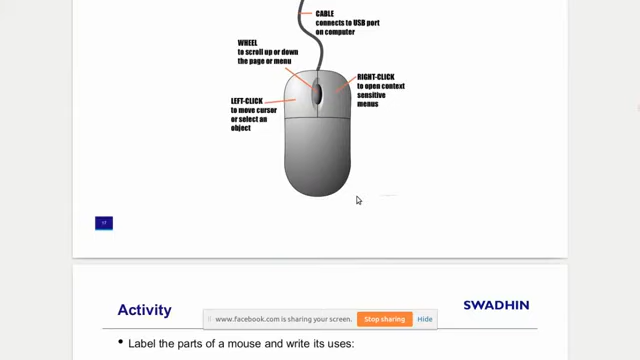 CABLE
connects to USB port
on computer
WHEEL
to scroll up or down
the page or menu
RIGHT-CLICK
to open context
sensitive
menus
LEFT-CLICK
to move cursor
or select an
object
17
Activity
SWADHIN
www.facebook.com is sharing your screen.
Stop sharing
Hide
• Label the parts of a mouse and write its uses: